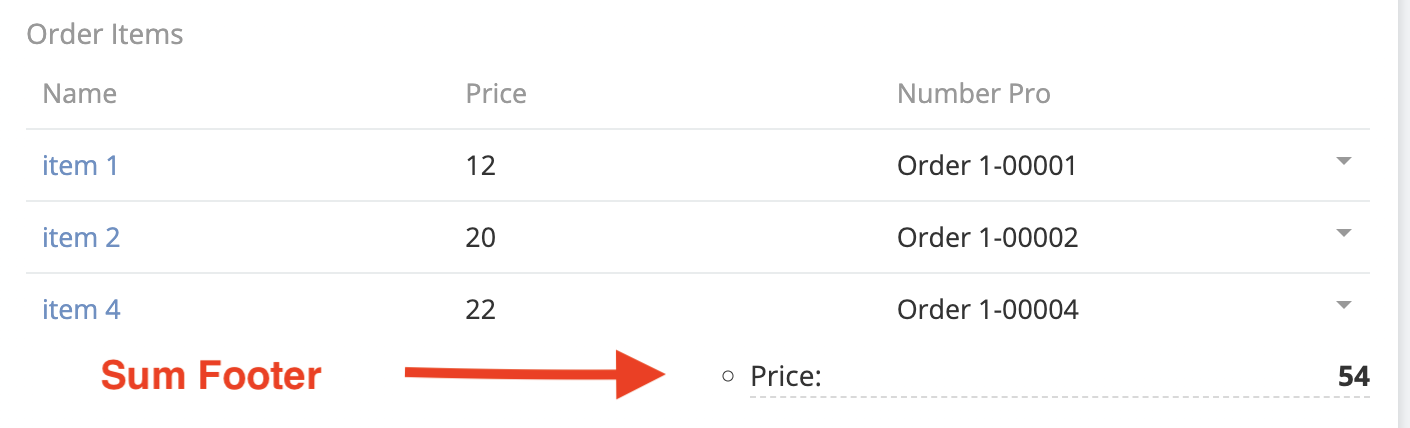 Order Items
Name Price Number Pro
item 1 12 Order 1-00001
item 2 20 Order 1-00002
item 4 22 Order 1-00004
Sum Footer Price: 54